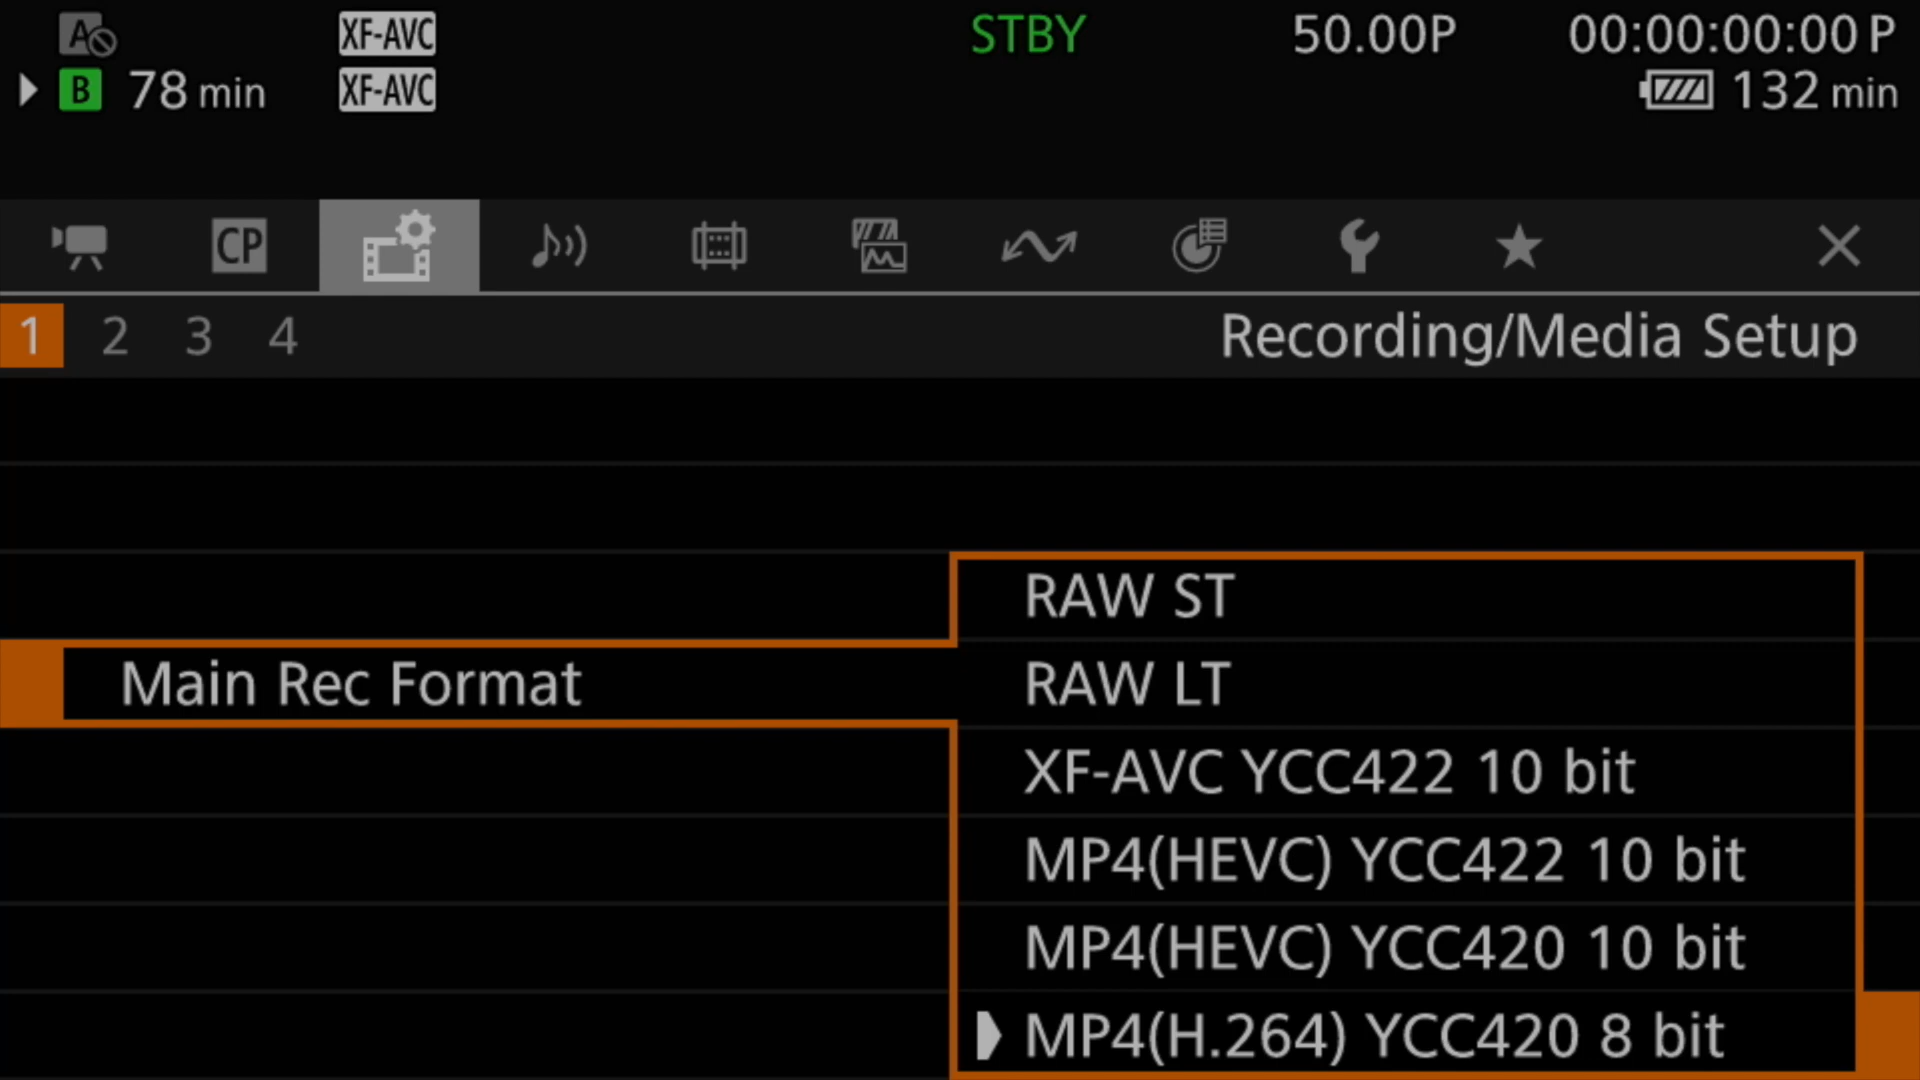 A XF-AVC STBY 50.00P 00:00:00:00 P
B 78 min XF-AVC 132 min
CP
1 2 3 4 Recording/Media Setup
RAW ST
Main Rec Format RAW LT
XF-AVC YCC422 10 bit
MP4(HEVC) YCC422 10 bit
MP4(HEVC) YCC420 10 bit
MP4(H.264) YCC420 8 bit